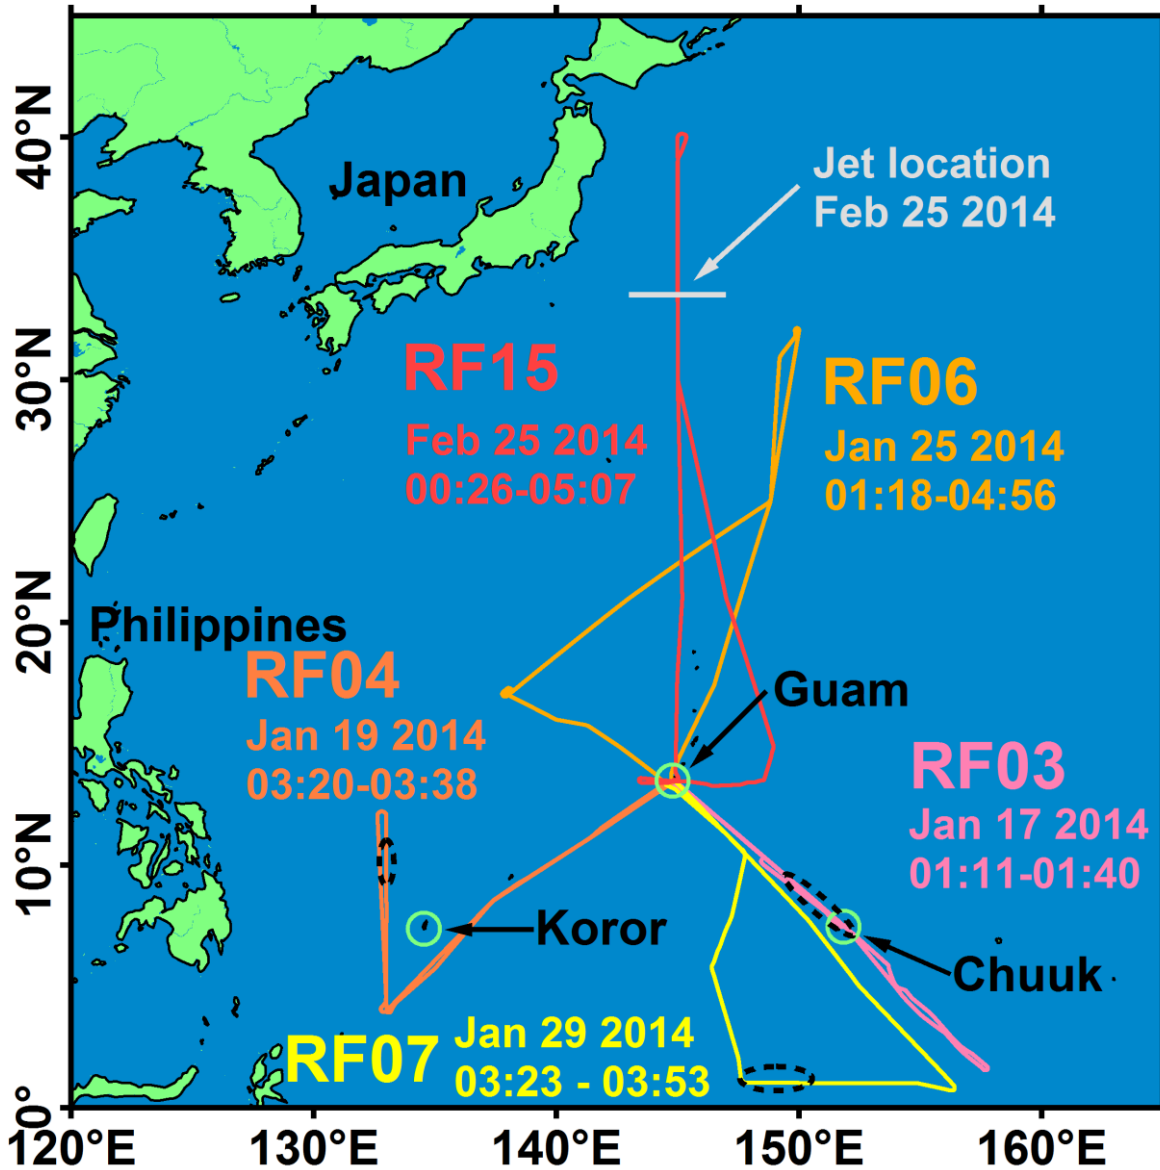 40°N
30°N
20°N
10°N
0°
120°E
130°E
140°E
150°E
160°E
Japan
Jet location
Feb 25 2014
RF15
Feb 25 2014
00:26-05:07
RF06
Jan 25 2014
01:18-04:56
Philippines
RF04
Jan 19 2014
03:20-03:38
Guam
RF03
Jan 17 2014
01:11-01:40
Koror
Chuuk
RF07
Jan 29 2014
03:23 - 03:53